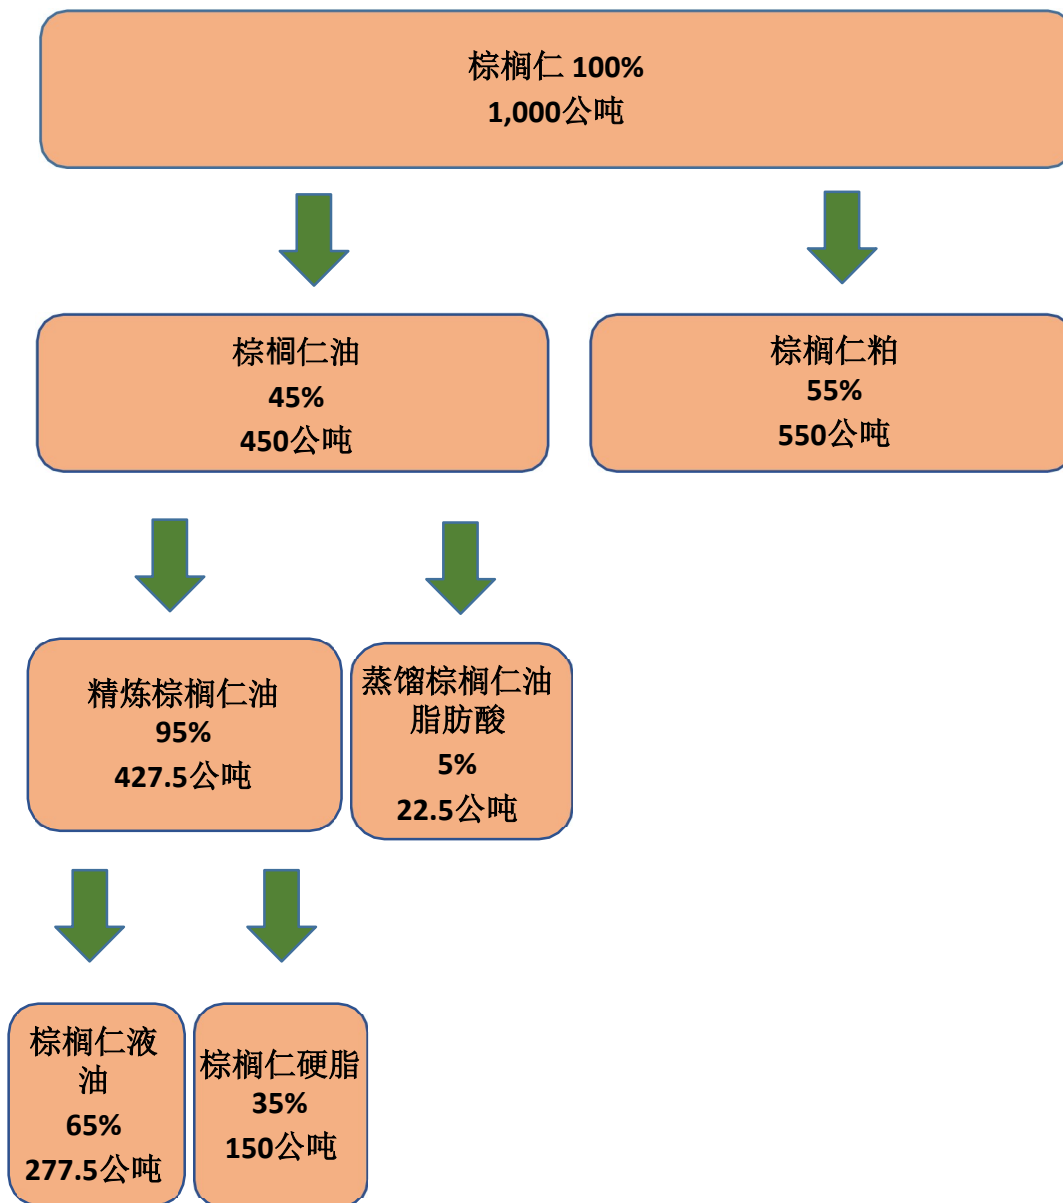 棕榈仁 100%
1,000公吨
棕榈仁油
45%
450公吨
棕榈仁粕
55%
550公吨
精炼棕榈仁油
95%
427.5公吨
蒸馏棕榈仁油
脂肪酸
5%
22.5公吨
棕榈仁液
油
65%
277.5公吨
棕榈仁硬脂
35%
150公吨